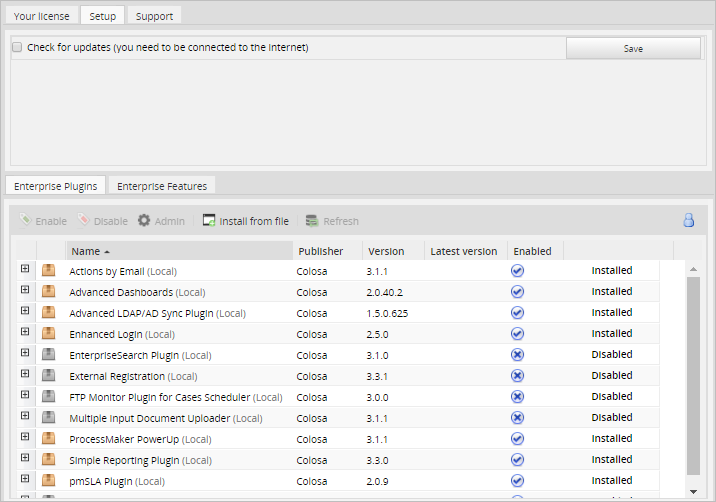 Your license Setup Support
Check for updates (you need to be connected to the Internet) Save
Enterprise Plugins Enterprise Features
Enable Disable Admin Install from file Refresh
Name Publisher Version Latest version Enabled
Actions by Email (Local) Colosa 3.1.1 Installed
Advanced Dashboards (Local) Colosa 2.0.40.2 Installed
Advanced LDAP/AD Sync Plugin (Local) Colosa 1.5.0.625 Installed
Enhanced Login (Local) Colosa 2.5.0 Installed
EnterpriseSearch Plugin (Local) Colosa 3.1.0 Disabled
External Registration (Local) Colosa 3.3.1 Disabled
FTP Monitor Plugin for Cases Scheduler (Local) Colosa 3.0.0 Disabled
Multiple Input Document Uploader (Local) Colosa 3.1.1 Disabled
ProcessMaker PowerUp (Local) Colosa 3.1.1 Installed
Simple Reporting Plugin (Local) Colosa 3.3.0 Installed
pmSLA Plugin (Local) Colosa 2.0.9 Installed